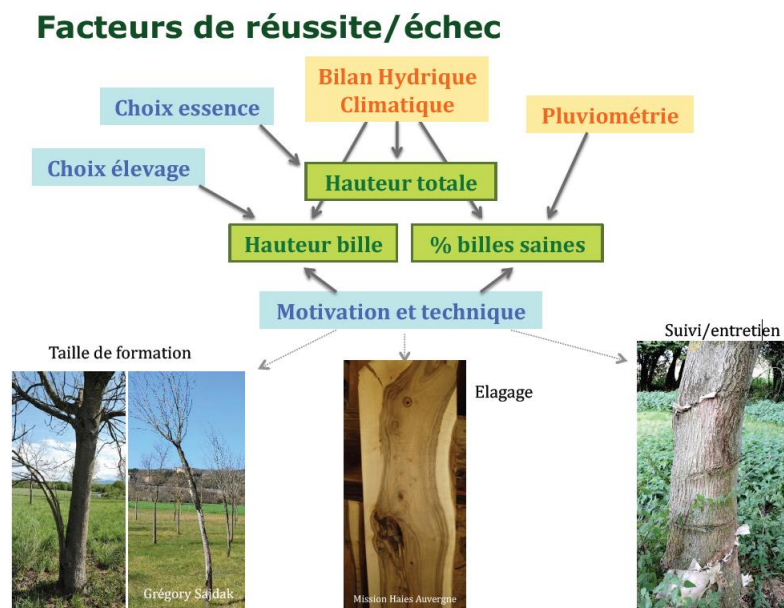 Facteurs de réussite/échec
Bilan Hydrique
Climatique
Choix essence
Pluviométrie
Choix élevage
Hauteur totale
Hauteur bille
% billes saines
Motivation et technique
Taille de formation
Elagage
Suivi/entretien
Grégory Sajdak
Mission Haies Auvergne